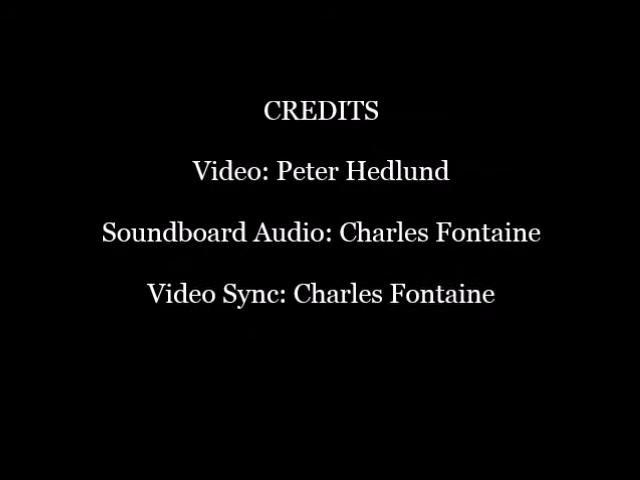 CREDITS
Video: Peter Hedlund
Soundboard Audio: Charles Fontaine
Video Sync: Charles Fontaine